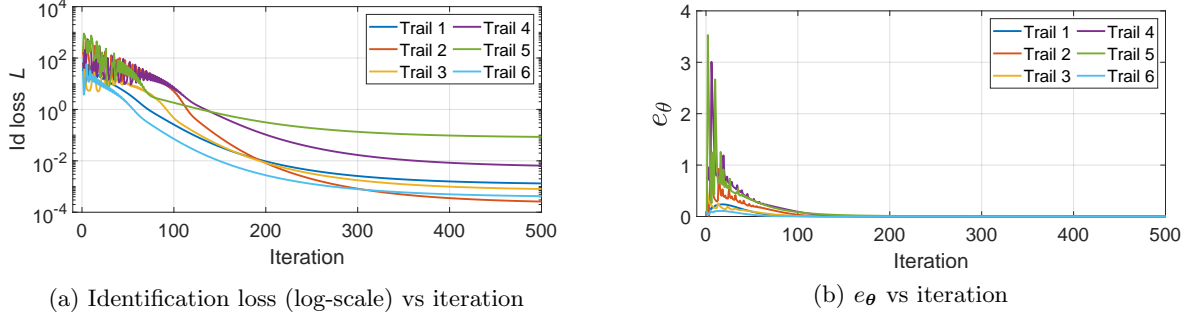 Id loss L
10^4
10^2
10^0
10^-2
10^-4
Trail 1
Trail 2
Trail 3
Trail 4
Trail 5
Trail 6
0 100 200 300 400 500
Iteration
(a) Identification loss (log-scale) vs iteration
e_θ
4
3
2
1
0
Trail 1
Trail 2
Trail 3
Trail 4
Trail 5
Trail 6
0 100 200 300 400 500
Iteration
(b) e_θ vs iteration